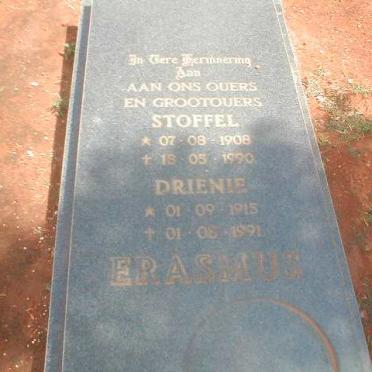 In Vere Herinnering
Aan
AAN ONS OUERS
EN GROOTOUERS
STOFFEL
★ 07·08·1908
† 18·05·1990
DRIENIE
★ 01·09·1915
† 01·08·1991
ERASMUS